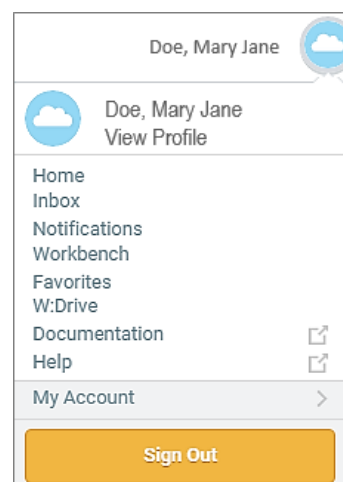 Doe, Mary Jane
Doe, Mary Jane
View Profile
Home
Inbox
Notifications
Workbench
Favorites
W:Drive
Documentation
Help
My Account
Sign Out